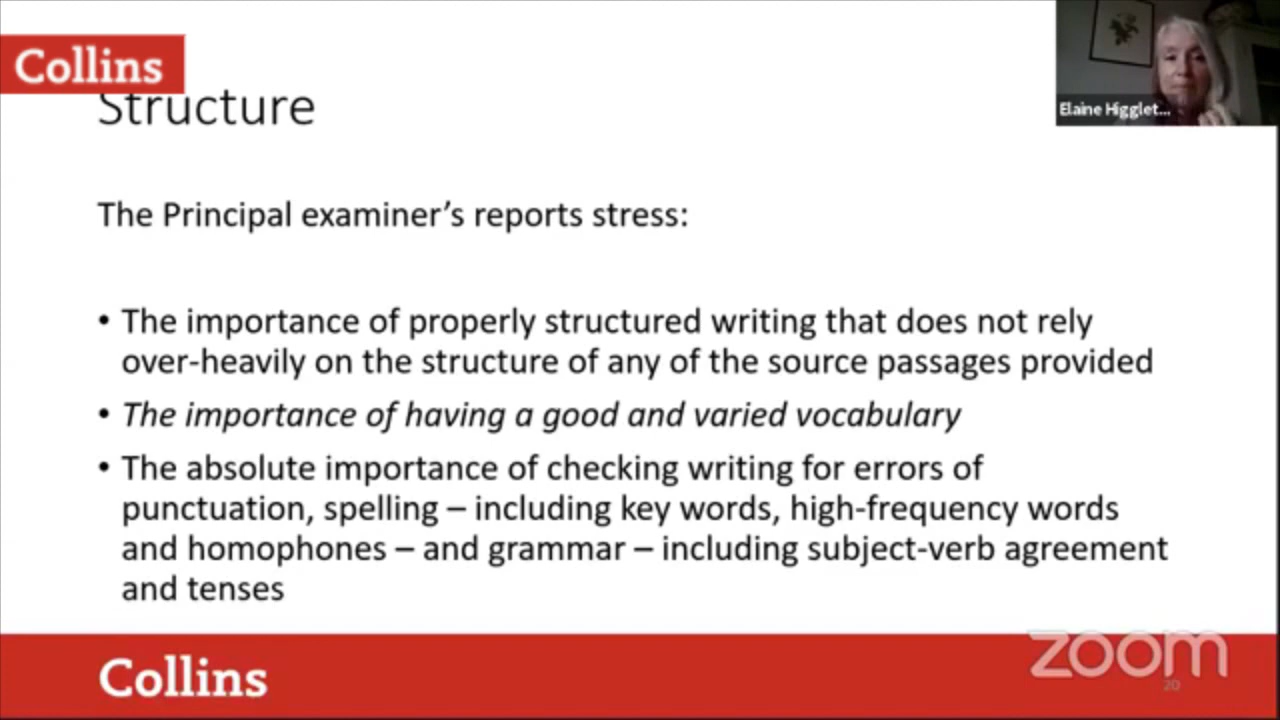 Collins
Structure
Elaine Higglet...
The Principal examiner’s reports stress:
• The importance of properly structured writing that does not rely
over-heavily on the structure of any of the source passages provided
• The importance of having a good and varied vocabulary
• The absolute importance of checking writing for errors of
punctuation, spelling – including key words, high-frequency words
and homophones – and grammar – including subject-verb agreement
and tenses
Collins
zoom
20